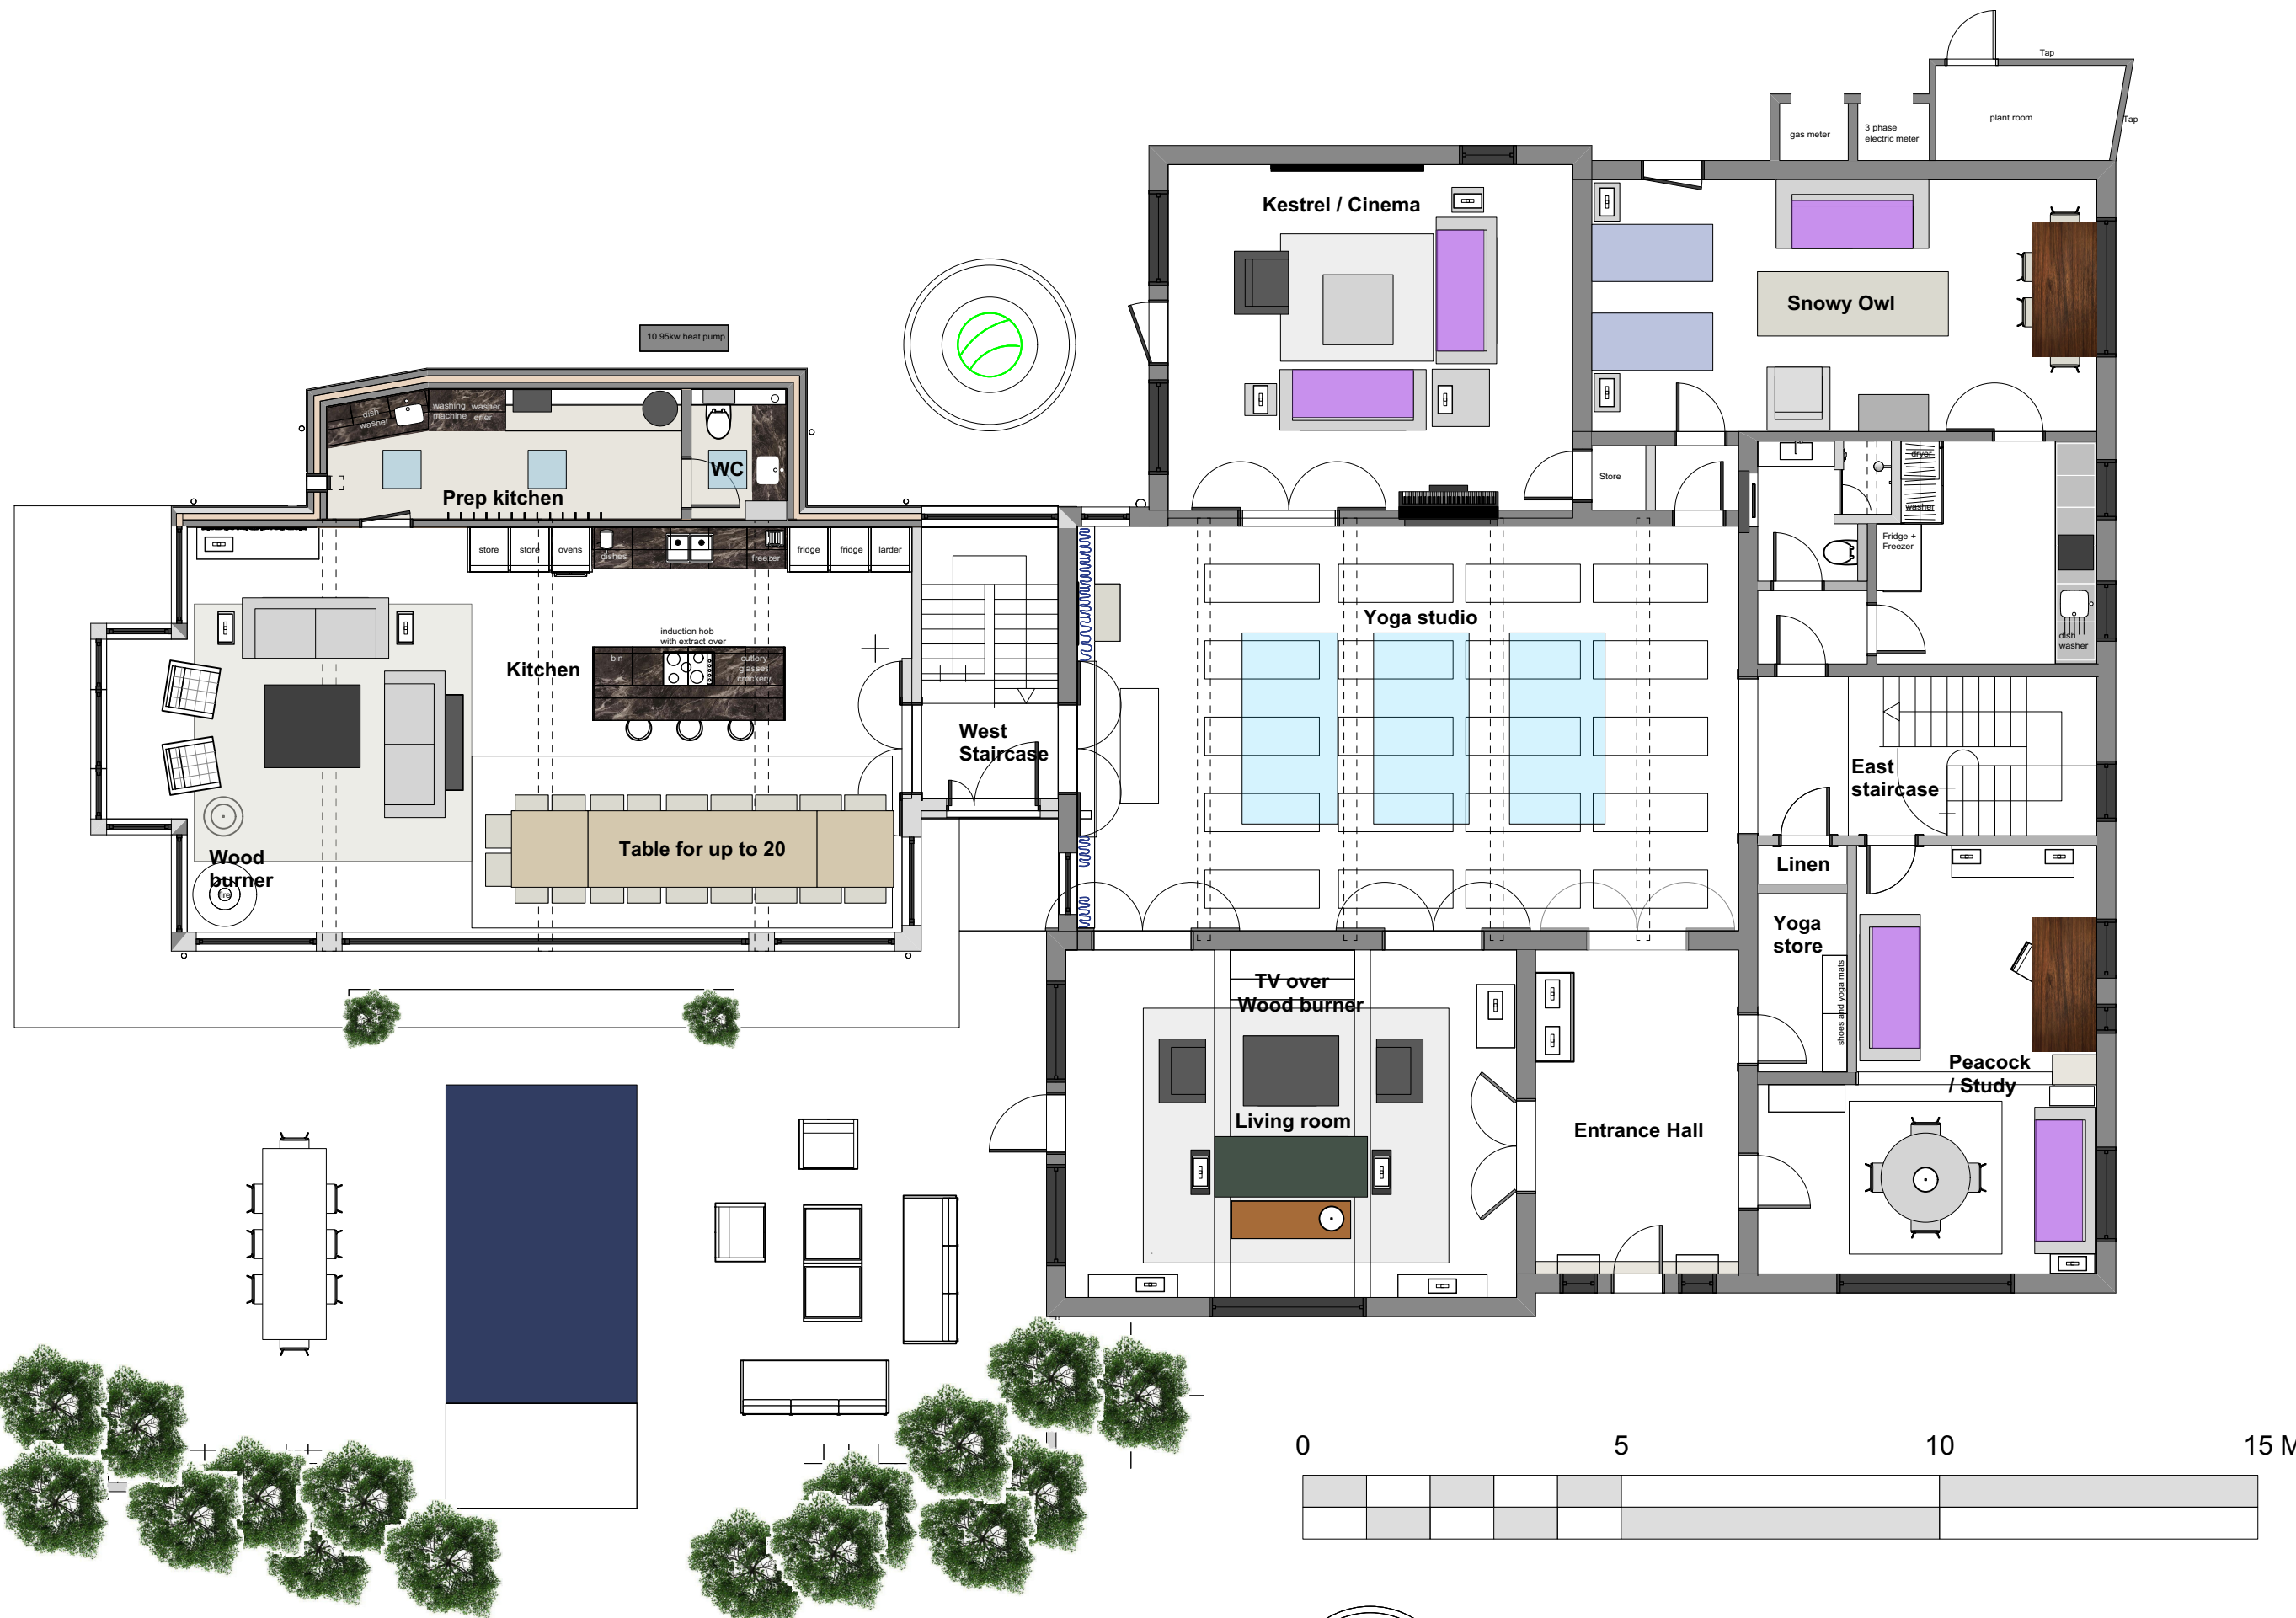 Tap
Tap
plant room
gas meter
3 phase
electric meter
Kestrel / Cinema
Snowy Owl
10.95kw heat pump
dish
washer
washing
machine
washer
drier
WC
Prep kitchen
Store
dryer
washer
Fridge +
Freezer
dish
washer
store
store
ovens
dishes
freezer
fridge
fridge
larder
Yoga studio
induction hob
with extract over
bin
cutlery
glasses
crockery
Kitchen
West
Staircase
East
staircase
Table for up to 20
Wood
burner
fire
Linen
Yoga
store
shoes and yoga mats
TV over
Wood burner
Peacock
/ Study
Living room
Entrance Hall
0
5
10
15 M